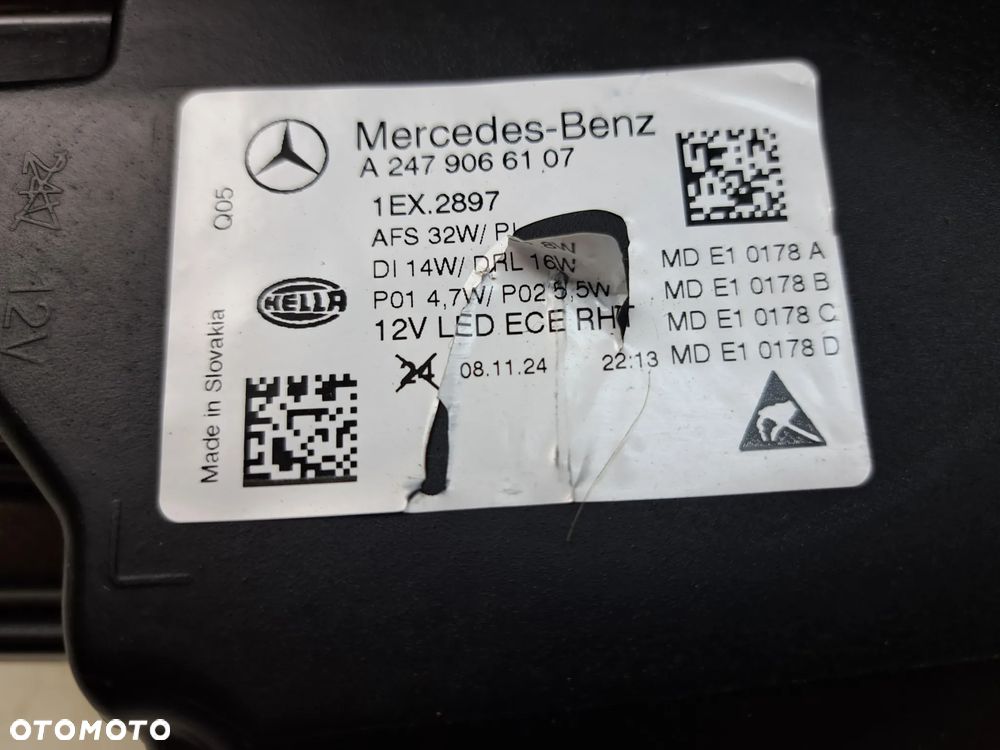 Mercedes-Benz
A 247 906 61 07
1EX.2897
AFS 32W/ 8W
DI 14W/ DRL 16W
P01 4,7W/ P02 5,5W
12V LED ECE RHT
24 08.11.24 22:13
MD E1 0178 A
MD E1 0178 B
MD E1 0178 C
MD E1 0178 D
HELLA
Q05
Made in Slovakia
12V
OTOMOTO